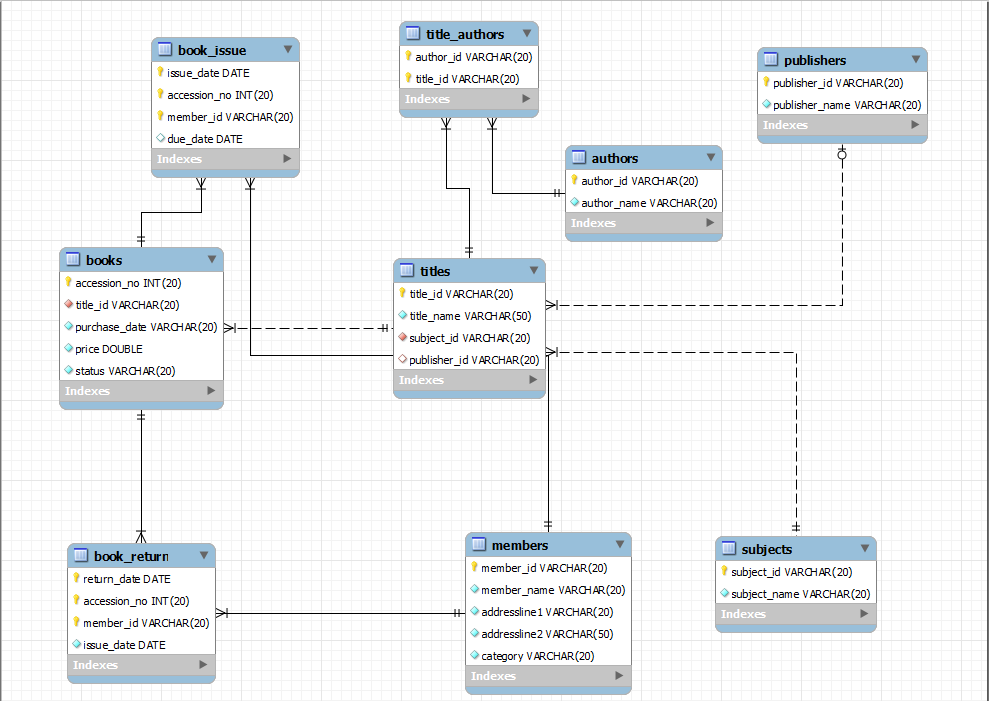 book_issue
issue_date DATE
accession_no INT(20)
member_id VARCHAR(20)
due_date DATE
Indexes
title_authors
author_id VARCHAR(20)
title_id VARCHAR(20)
Indexes
publishers
publisher_id VARCHAR(20)
publisher_name VARCHAR(20)
Indexes
authors
author_id VARCHAR(20)
author_name VARCHAR(20)
Indexes
books
accession_no INT(20)
title_id VARCHAR(20)
purchase_date VARCHAR(20)
price DOUBLE
status VARCHAR(20)
Indexes
titles
title_id VARCHAR(20)
title_name VARCHAR(50)
subject_id VARCHAR(20)
publisher_id VARCHAR(20)
Indexes
book_return
return_date DATE
accession_no INT(20)
member_id VARCHAR(20)
issue_date DATE
Indexes
members
member_id VARCHAR(20)
member_name VARCHAR(20)
addressline1 VARCHAR(20)
addressline2 VARCHAR(50)
category VARCHAR(20)
Indexes
subjects
subject_id VARCHAR(20)
subject_name VARCHAR(20)
Indexes